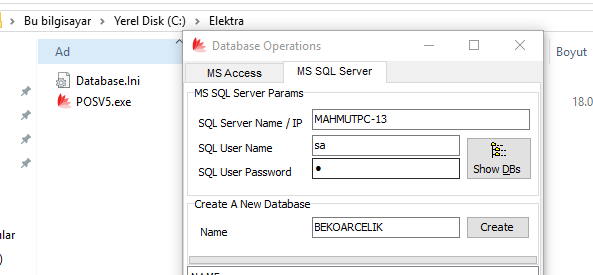 Bu bilgisayar > Yerel Disk (C:) > Elektra
Ad
Boyut
Database.Ini
POSV5.exe
18.0
Database Operations
MS Access
MS SQL Server
MS SQL Server Params
SQL Server Name / IP
MAHMUTPC-13
SQL User Name
sa
SQL User Password
•
Show DBs
Create A New Database
Name
BEKOARCELIK
Create
ular
)